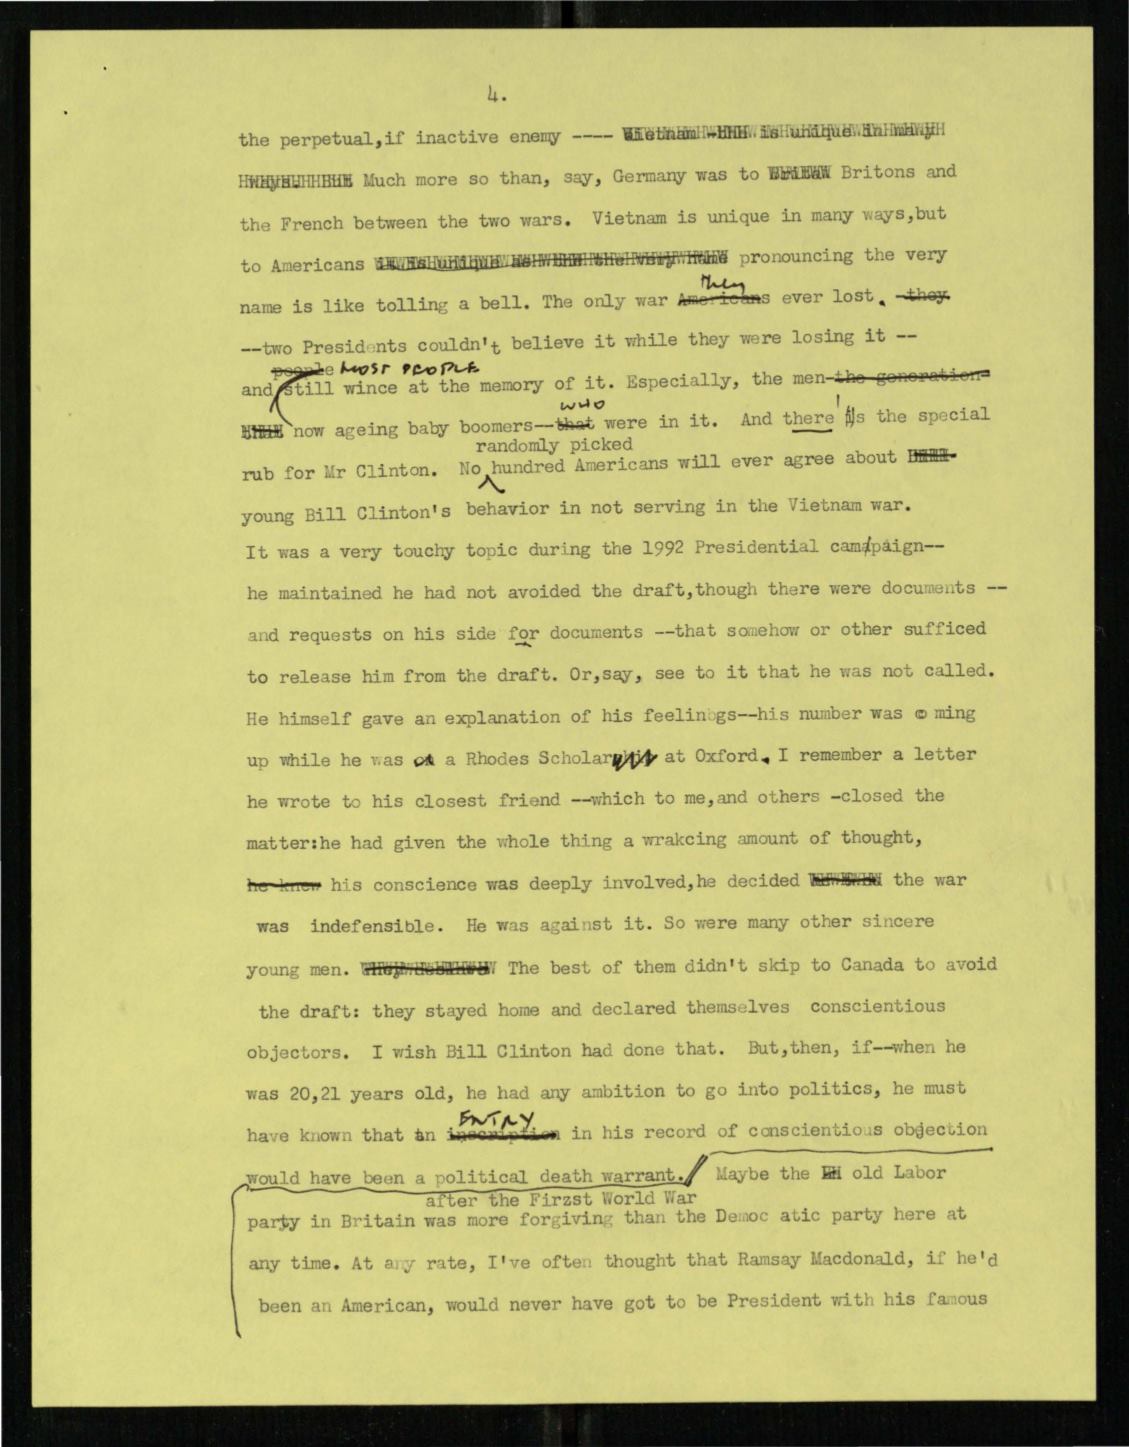 4.
the perpetual,if inactive enemy ---- Vietnam -- is unique in many
Much more so than, say, Germany was to Britons and
the French between the two wars. Vietnam is unique in many ways,but
to Americans pronouncing the very
They
name is like tolling a bell. The only war Americans ever lost. they
--two Presidents couldn't believe it while they were losing it --
people MOST PEOPLE
and still wince at the memory of it. Especially, the men-the generation-
WHO
now ageing baby boomers--that were in it. And there's the special
randomly picked
rub for Mr Clinton. No hundred Americans will ever agree about
young Bill Clinton's behavior in not serving in the Vietnam war.
It was a very touchy topic during the 1992 Presidential campaign--
he maintained he had not avoided the draft,though there were documents --
and requests on his side for documents --that somehow or other sufficed
to release him from the draft. Or,say, see to it that he was not called.
He himself gave an explanation of his feelings--his number was coming
up while he was a Rhodes Scholar at Oxford. I remember a letter
he wrote to his closest friend --which to me,and others -closed the
matter:he had given the whole thing a wrakcing amount of thought,
he knew his conscience was deeply involved,he decided the war
was indefensible. He was against it. So were many other sincere
young men. The best of them didn't skip to Canada to avoid
the draft: they stayed home and declared themselves conscientious
objectors. I wish Bill Clinton had done that. But,then, if--when he
was 20,21 years old, he had any ambition to go into politics, he must
ENTRY
have known that an inscription in his record of conscientious objection
would have been a political death warrant. Maybe the old Labor
after the Firzst World War
party in Britain was more forgiving than the Democ atic party here at
any time. At any rate, I've often thought that Ramsay Macdonald, if he'd
been an American, would never have got to be President with his famous